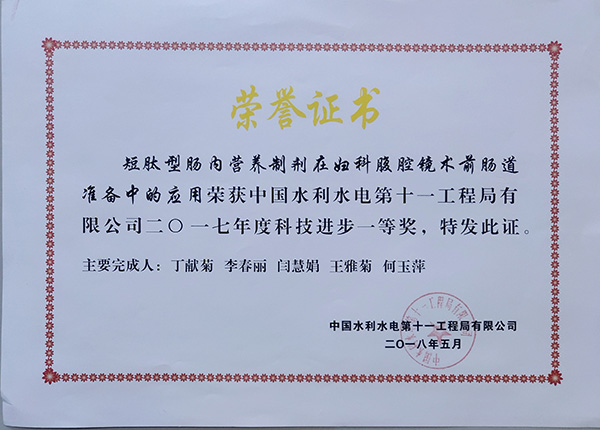 荣誉证书
短肽型肠内营养制剂在妇科腹腔镜术前肠道
准备中的应用荣获中国水利水电第十一工程局有
限公司二〇一七年度科技进步一等奖，特发此证。
主要完成人：丁献菊 李春丽 闫慧娟 王雅菊 何玉萍
中国水利水电第十一工程局有限公司
二〇一八年五月